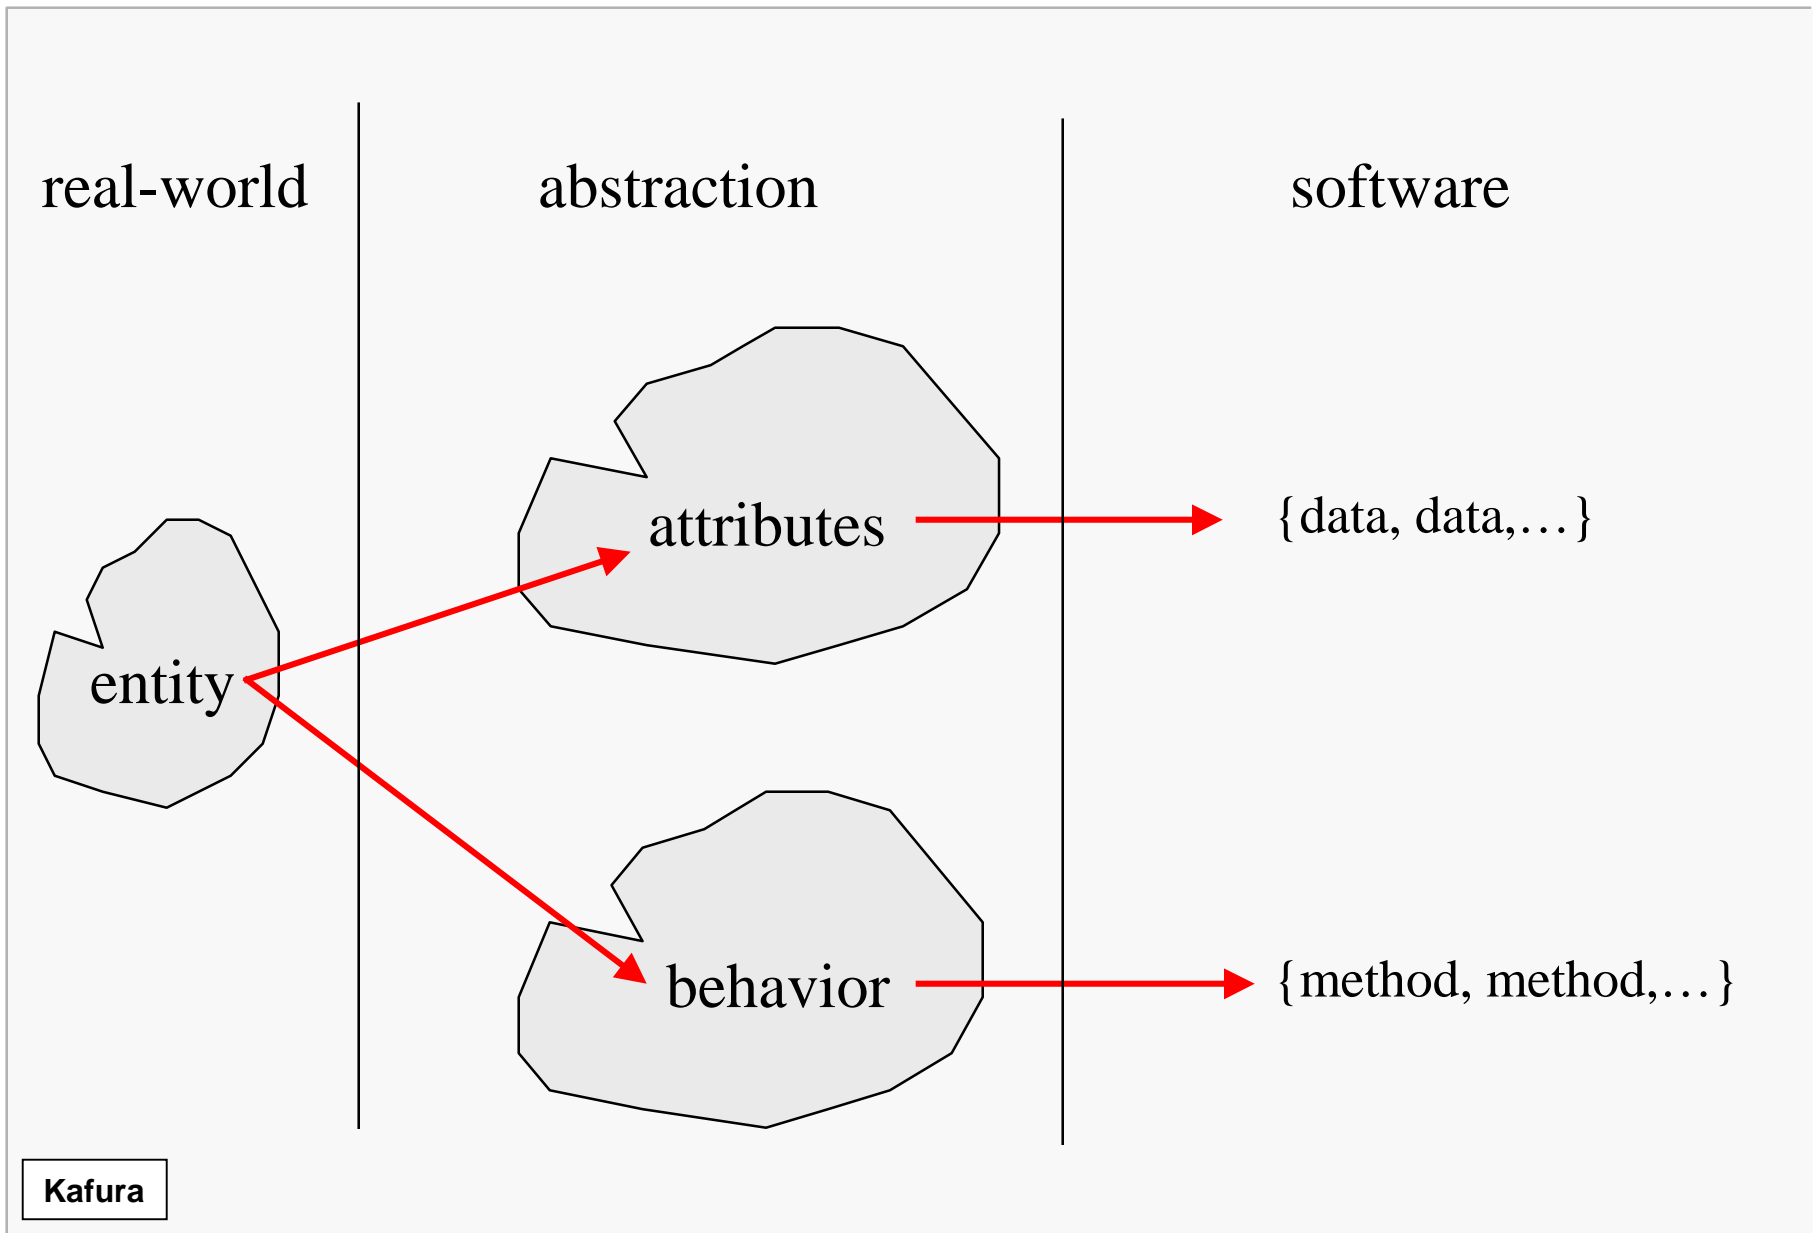 real-world
abstraction
software
attributes
{data, data,…}
entity
behavior
{method, method,…}
Kafura